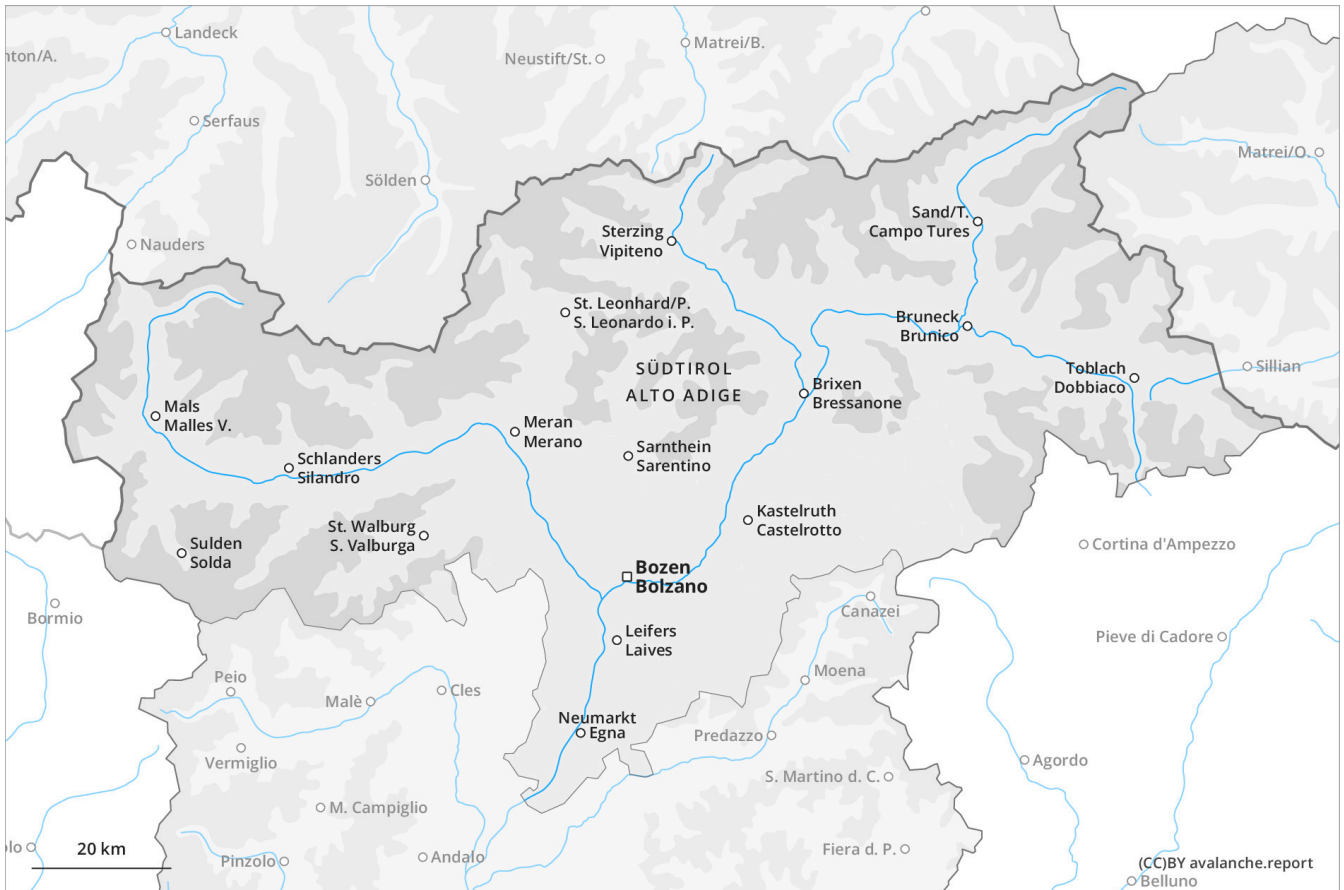 Landeck
nton/A.
Matrei/B.
Neustift/St.
Serfaus
Matrei/O.
Sölden
Sand/T.
Campo Tures
Sterzing
Vipiteno
Nauders
St. Leonhard/P.
S. Leonardo i. P.
Bruneck
Brunico
SÜDTIROL
ALTO ADIGE
Toblach
Dobbiaco
Sillian
Brixen
Bressanone
Mals
Malles V.
Meran
Merano
Sarnthein
Sarentino
Schlanders
Silandro
Kastelruth
Castelrotto
St. Walburg
S. Valburga
Sulden
Solda
Cortina d'Ampezzo
Bozen
Bolzano
Bormio
Canazei
Leifers
Laives
Pieve di Cadore
Peio
Moena
Malè
Cles
Neumarkt
Egna
Predazzo
Vermiglio
Agordo
S. Martino d. C.
M. Campiglio
olo
20 km
Pinzolo
Andalo
Fiera d. P.
(CC)BY avalanche.report
Belluno